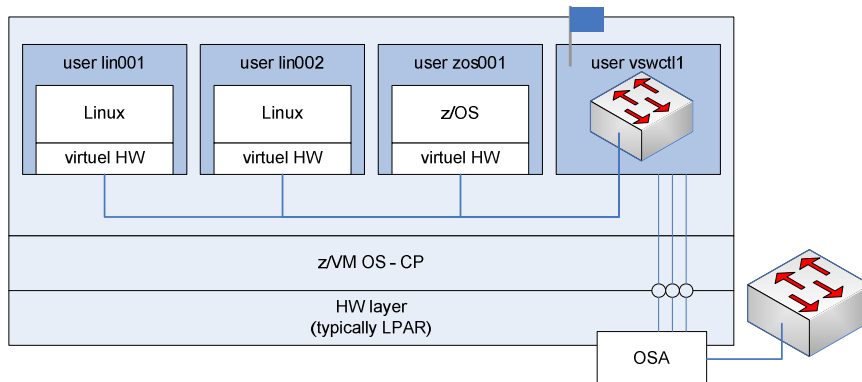 user lin001
user lin002
user zos001
user vswctl1
Linux
Linux
z/OS
virtuel HW
virtuel HW
virtuel HW
z/VM OS - CP
HW layer
(typically LPAR)
OSA